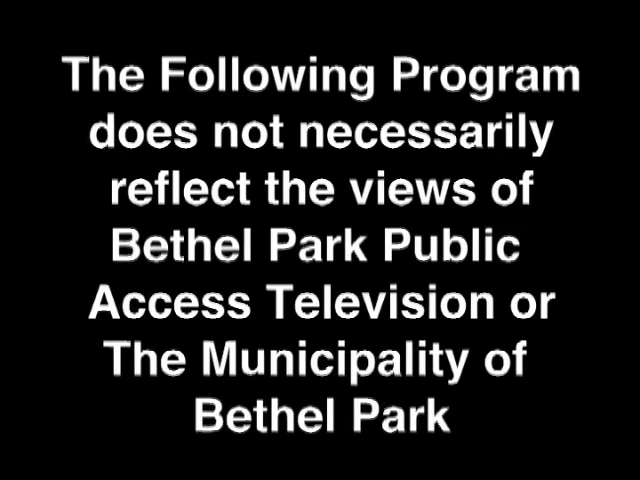 The Following Program
does not necessarily
reflect the views of
Bethel Park Public
Access Television or
The Municipality of
Bethel Park